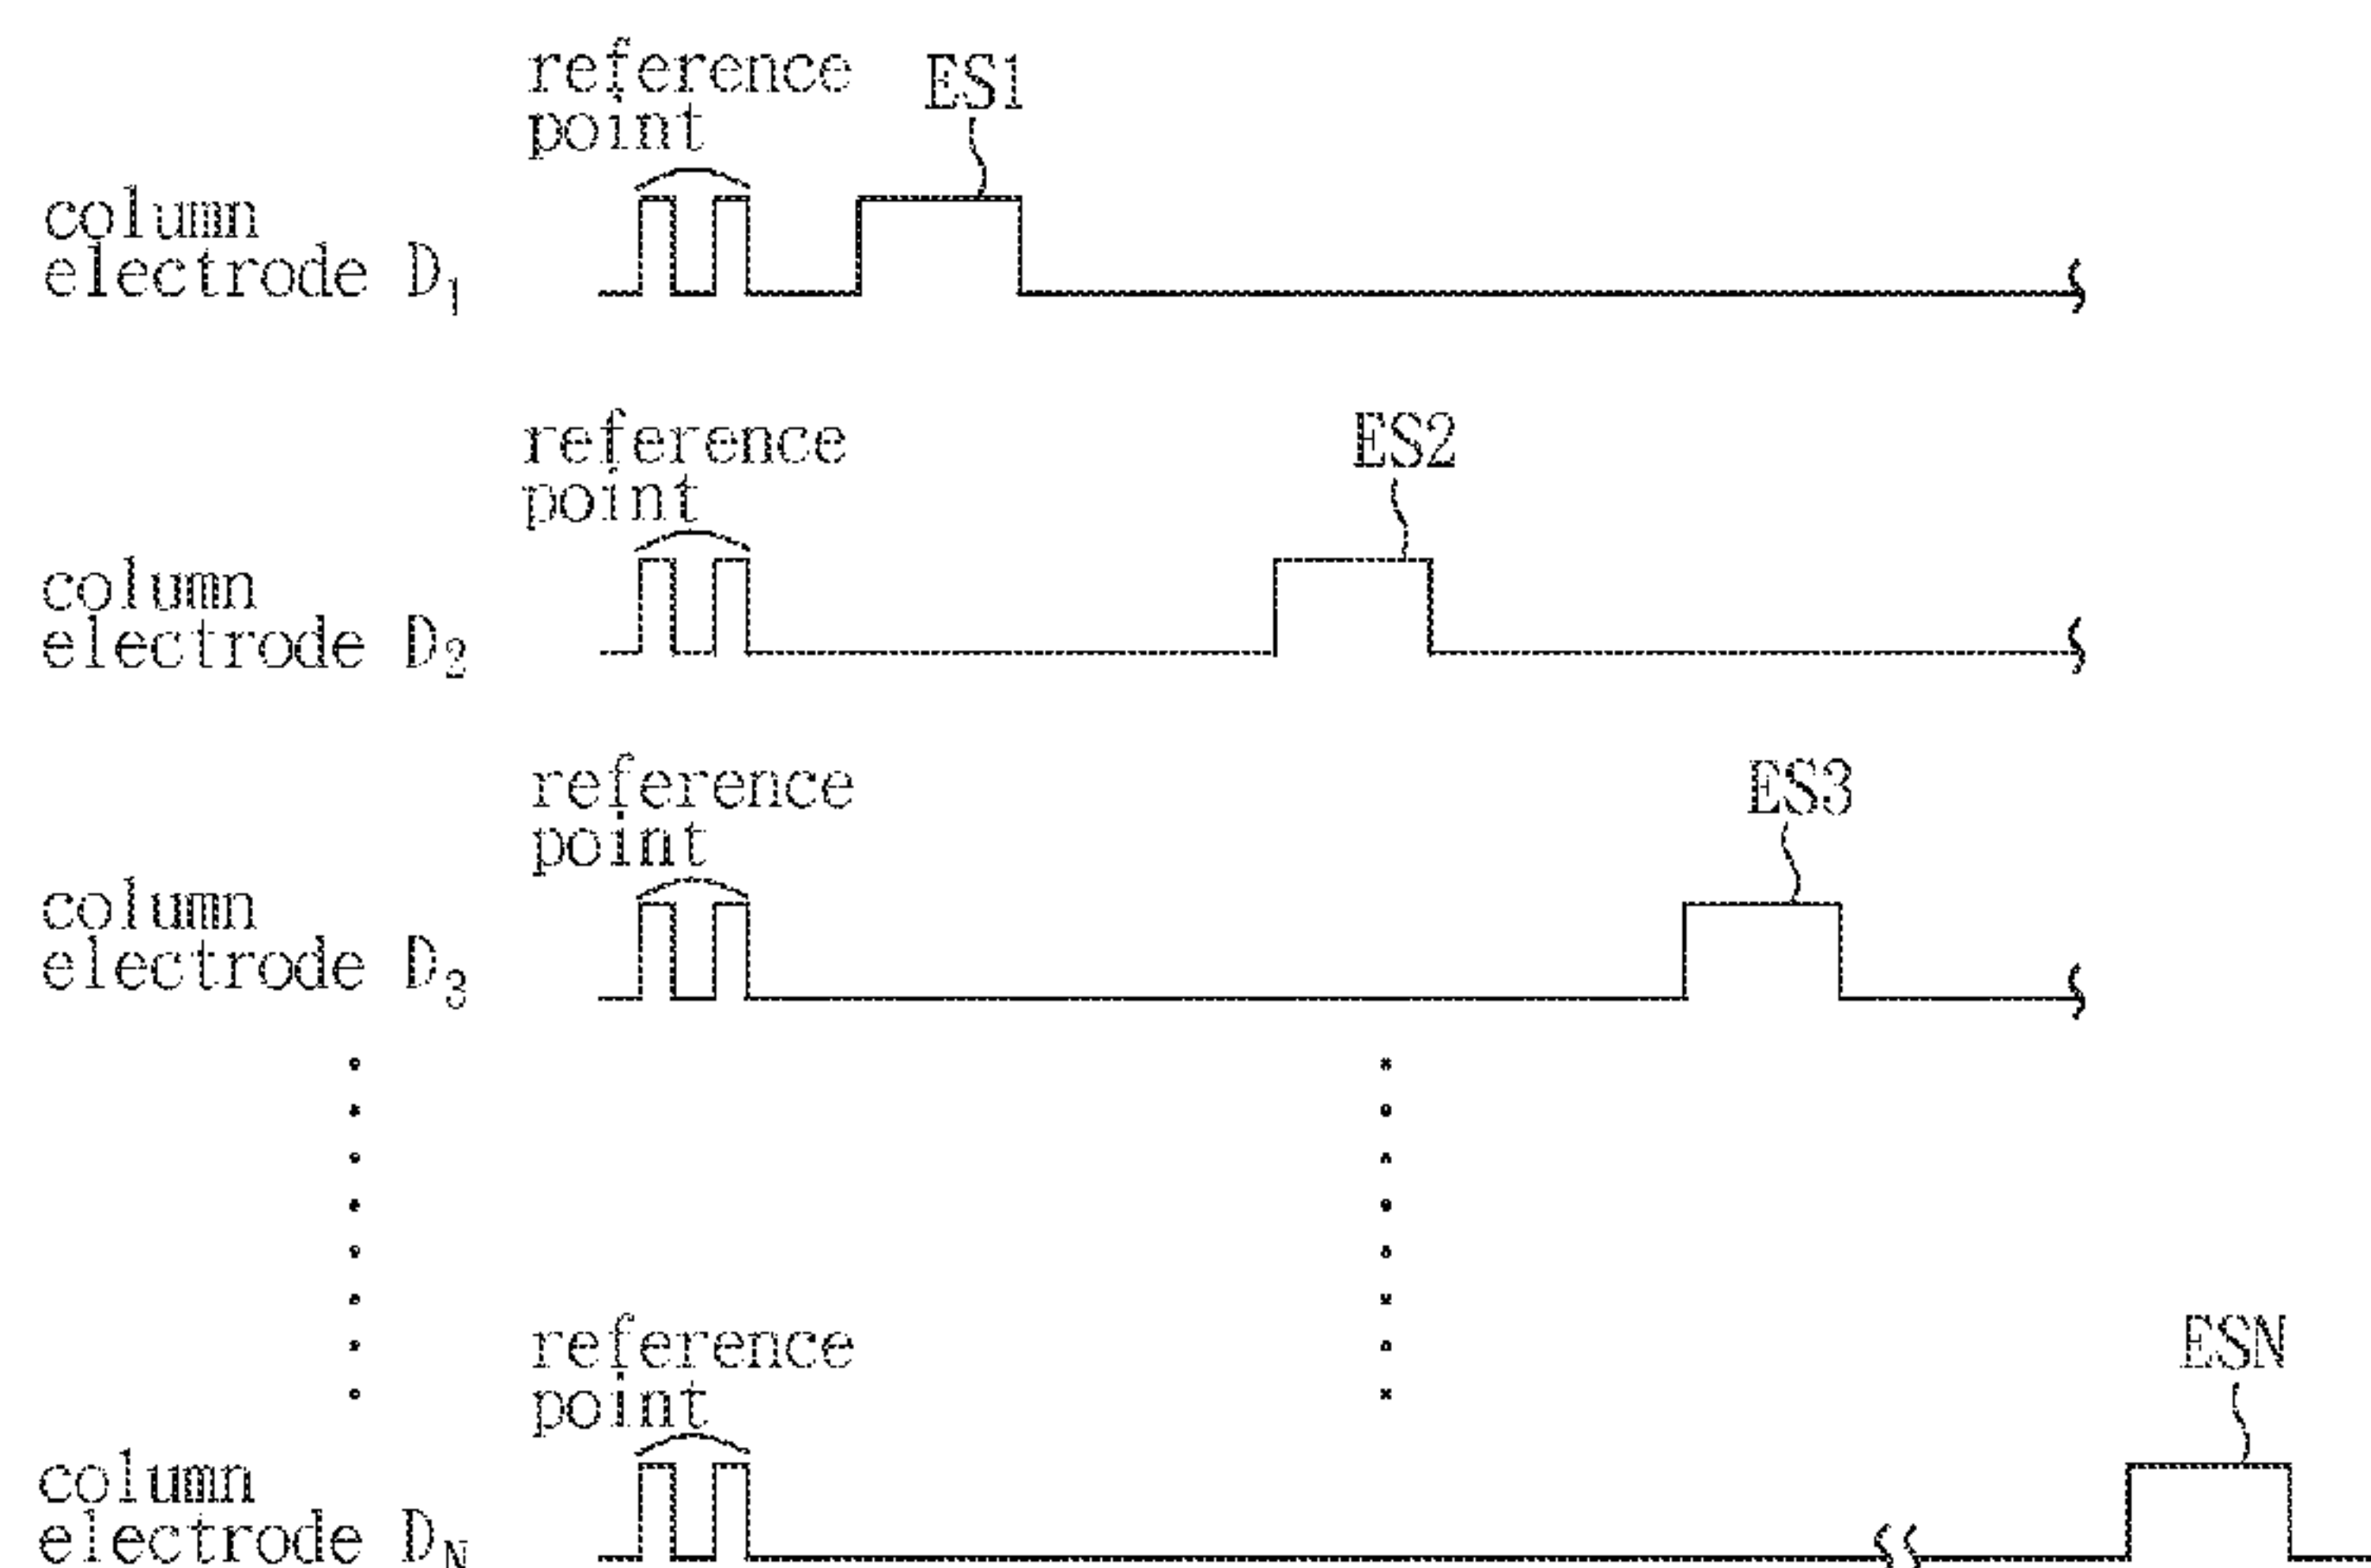 reference
point
ES1
column
electrode D₁
reference
point
ES2
column
electrode D₂
reference
point
ES3
column
electrode D₃
reference
point
ESN
column
electrode D_N